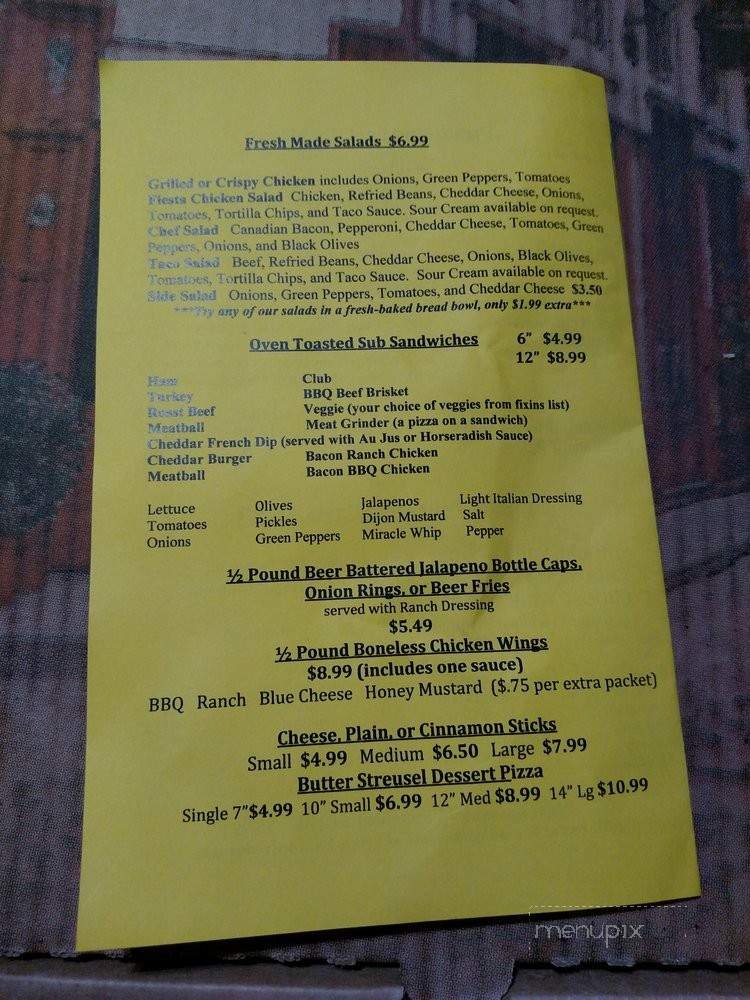 Fresh Made Salads $6.99
Grilled or Crispy Chicken includes Onions, Green Peppers, Tomatoes
Fiesta Chicken Salad Chicken, Refried Beans, Cheddar Cheese, Onions,
Tomatoes, Tortilla Chips, and Taco Sauce. Sour Cream available on request.
Chef Salad Canadian Bacon, Pepperoni, Cheddar Cheese, Tomatoes, Green
Peppers, Onions, and Black Olives
Taco Salad Beef, Refried Beans, Cheddar Cheese, Onions, Black Olives,
Tomatoes, Tortilla Chips, and Taco Sauce. Sour Cream available on request.
Side Salad Onions, Green Peppers, Tomatoes, and Cheddar Cheese $3.50
***Try any of our salads in a fresh-baked bread bowl, only $1.99 extra***
Oven Toasted Sub Sandwiches 6" $4.99
12" $8.99
Ham Club
Turkey BBQ Beef Brisket
Roast Beef Veggie (your choice of veggies from fixins list)
Meatball Meat Grinder (a pizza on a sandwich)
Cheddar French Dip (served with Au Jus or Horseradish Sauce)
Cheddar Burger Bacon Ranch Chicken
Meatball Bacon BBQ Chicken
Lettuce Olives Jalapenos Light Italian Dressing
Tomatoes Pickles Dijon Mustard Salt
Onions Green Peppers Miracle Whip Pepper
½ Pound Beer Battered Jalapeno Bottle Caps,
Onion Rings, or Beer Fries
served with Ranch Dressing
$5.49
½ Pound Boneless Chicken Wings
$8.99 (includes one sauce)
BBQ Ranch Blue Cheese Honey Mustard ($.75 per extra packet)
Cheese, Plain, or Cinnamon Sticks
Small $4.99 Medium $6.50 Large $7.99
Butter Streusel Dessert Pizza
Single 7"$4.99 10" Small $6.99 12" Med $8.99 14" Lg $10.99
menupix